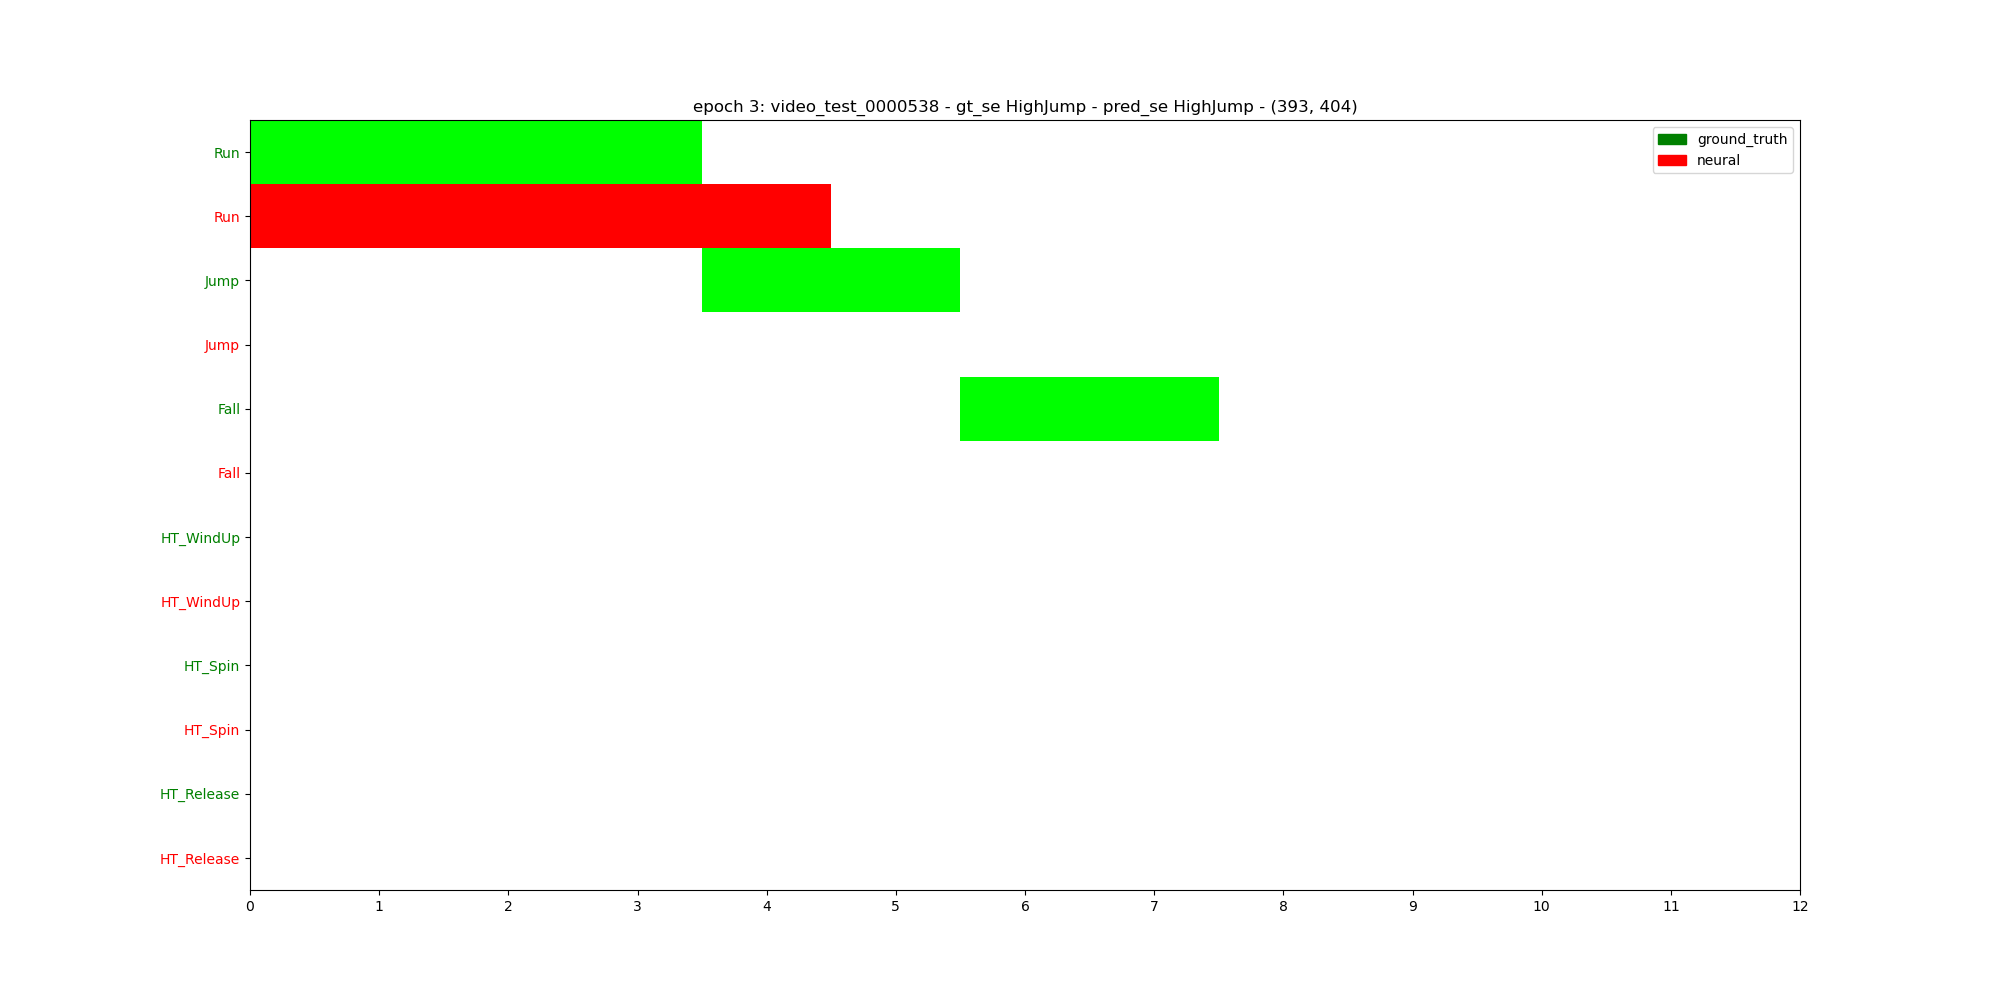 epoch 3: video_test_0000538 - gt_se HighJump - pred_se HighJump - (393, 404)
ground_truth
neural
Run
Run
Jump
Jump
Fall
Fall
HT_WindUp
HT_WindUp
HT_Spin
HT_Spin
HT_Release
HT_Release
0 1 2 3 4 5 6 7 8 9 10 11 12